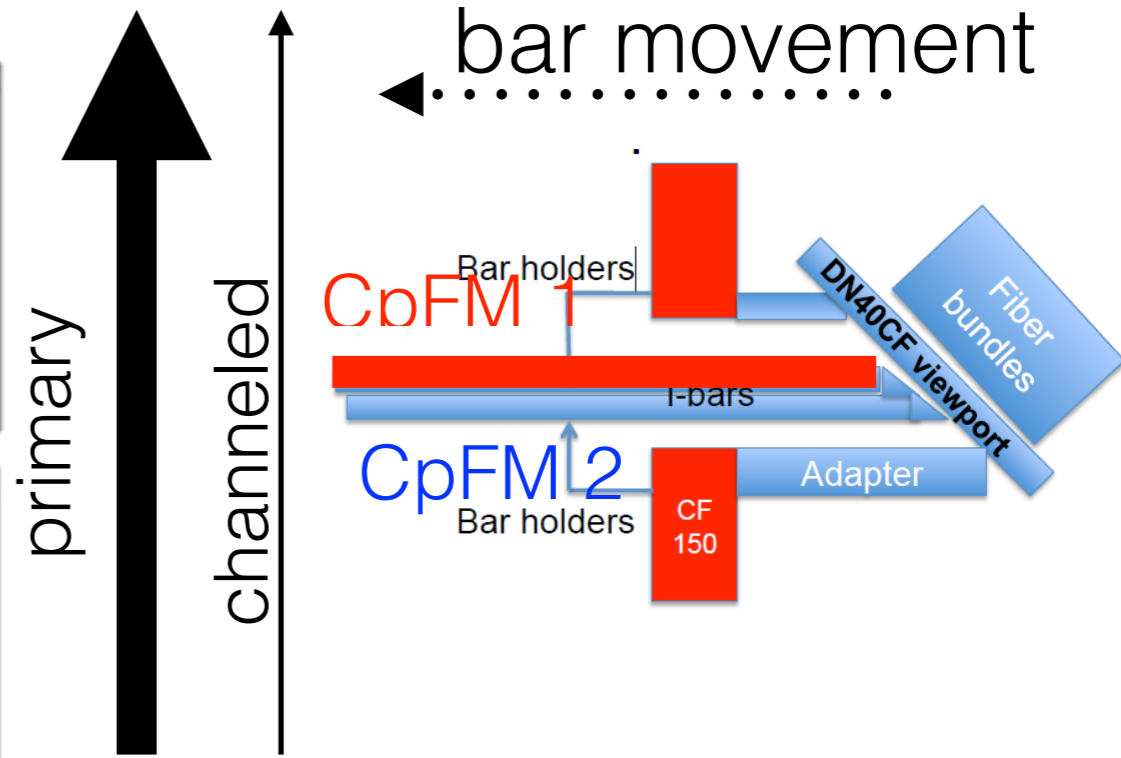 bar movement
primary
channeled
Bar holders
CpFM 1
DN40CF viewport
Fiber
bundles
I-bars
CpFM 2
Adapter
Bar holders
CF
150